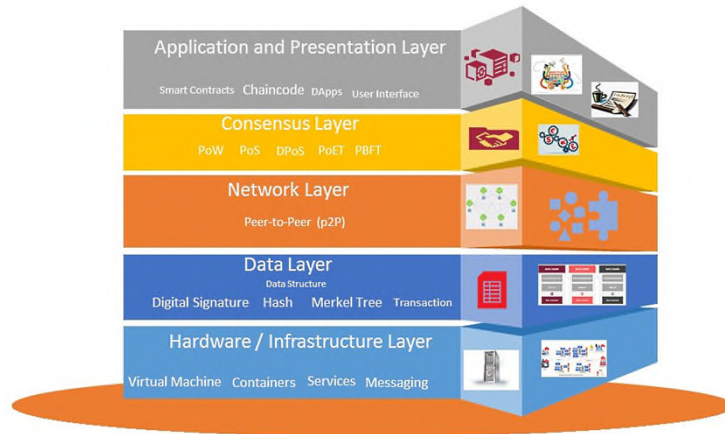 Application and Presentation Layer
Smart Contracts Chaincode DApps User Interface
Consensus Layer
PoW PoS DPoS PoET PBFT
Network Layer
Peer-to-Peer (p2P)
Data Layer
Data Structure
Digital Signature Hash Merkel Tree Transaction
Hardware / Infrastructure Layer
Virtual Machine Containers Services Messaging